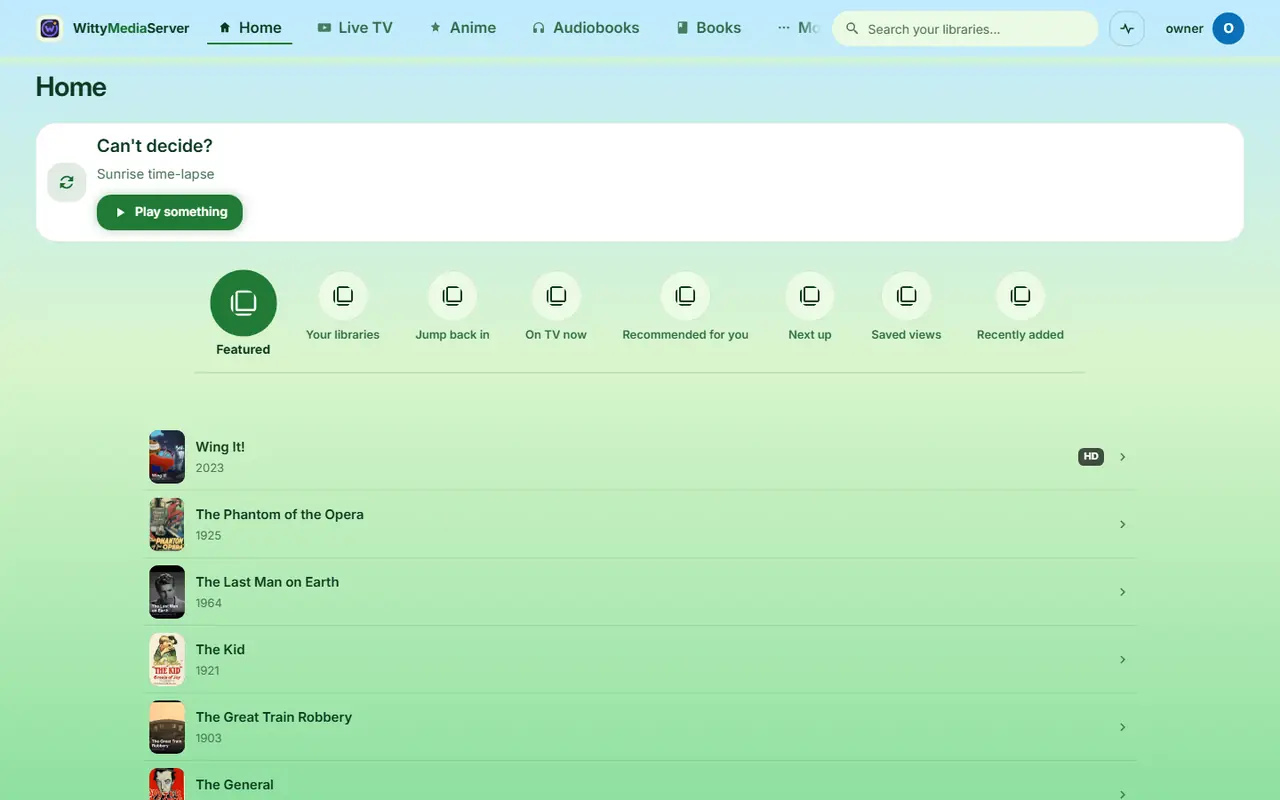 WittyMediaServer
Home
Live TV
Anime
Audiobooks
Books
Mo
Search your libraries...
owner
O
Home
Can't decide?
Sunrise time-lapse
Play something
Featured
Your libraries
Jump back in
On TV now
Recommended for you
Next up
Saved views
Recently added
Wing It!
2023
HD
The Phantom of the Opera
1925
The Last Man on Earth
1964
THE KID
The Kid
1921
The Great Train Robbery
1903
The General